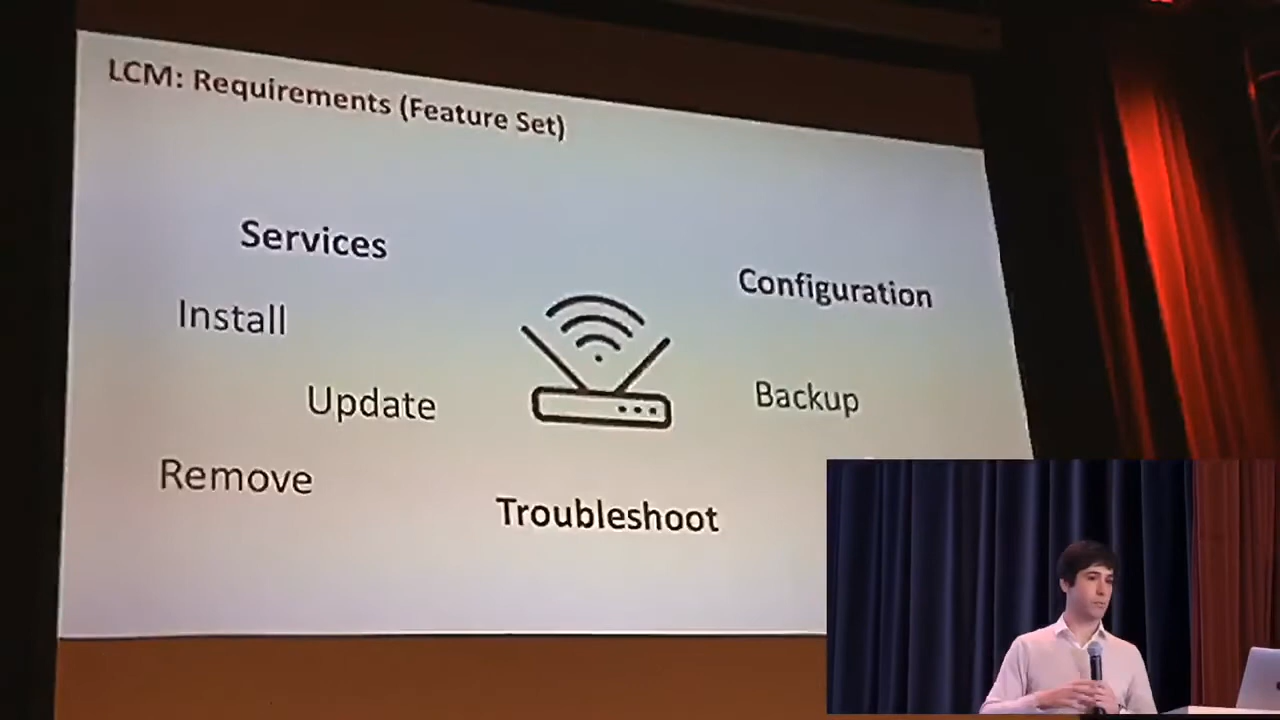 LCM: Requirements (Feature Set)
Services
Install
Update
Remove
Configuration
Backup
Troubleshoot